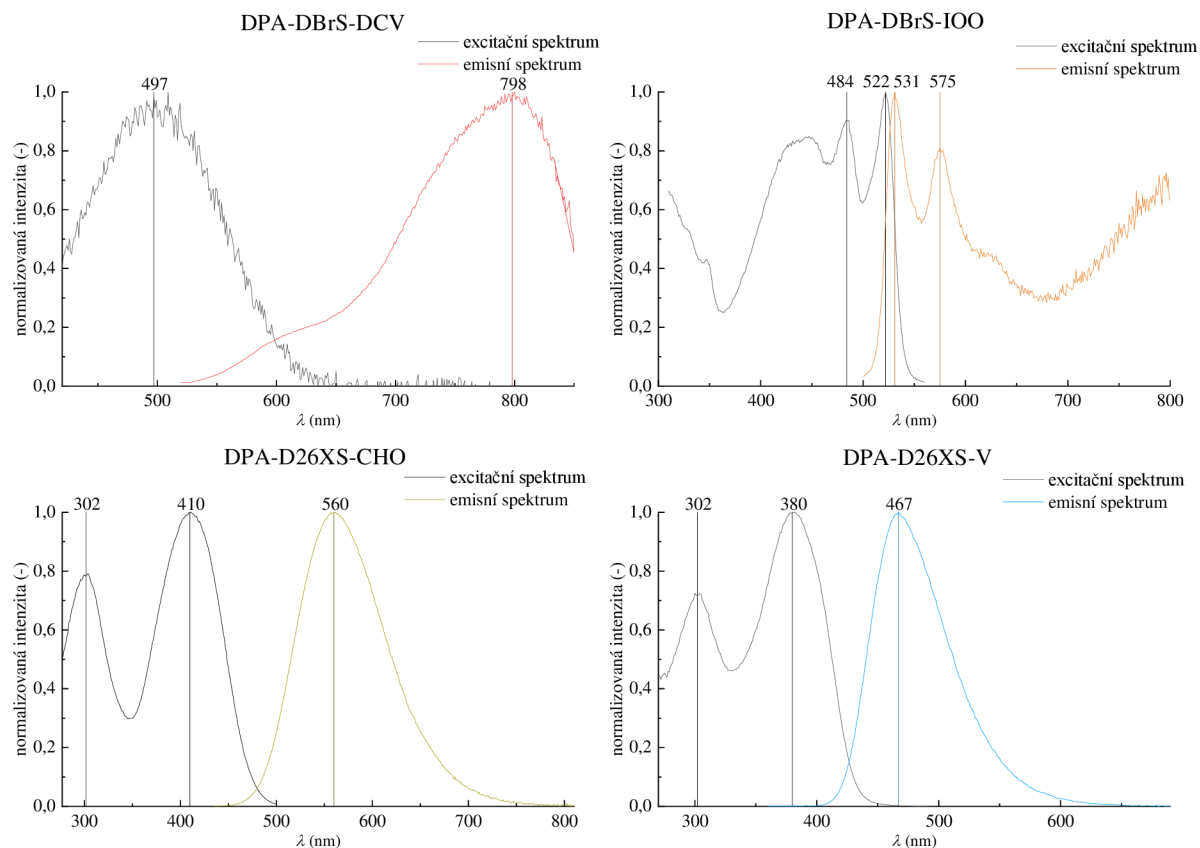 DPA-DBrS-DCV
excitační spektrum
emisní spektrum
497 798
1,0
0,8
0,6
0,4
0,2
0,0
normalizovaná intenzita (-)
500 600 700 800
λ (nm)
DPA-DBrS-IOO
excitační spektrum
emisní spektrum
484 522 531 575
1,0
0,8
0,6
0,4
0,2
0,0
normalizovaná intenzita (-)
300 400 500 600 700 800
λ (nm)
DPA-D26XS-CHO
excitační spektrum
emisní spektrum
302 410 560
1,0
0,8
0,6
0,4
0,2
0,0
normalizovaná intenzita (-)
300 400 500 600 700 800
λ (nm)
DPA-D26XS-V
excitační spektrum
emisní spektrum
302 380 467
1,0
0,8
0,6
0,4
0,2
0,0
normalizovaná intenzita (-)
300 400 500 600
λ (nm)